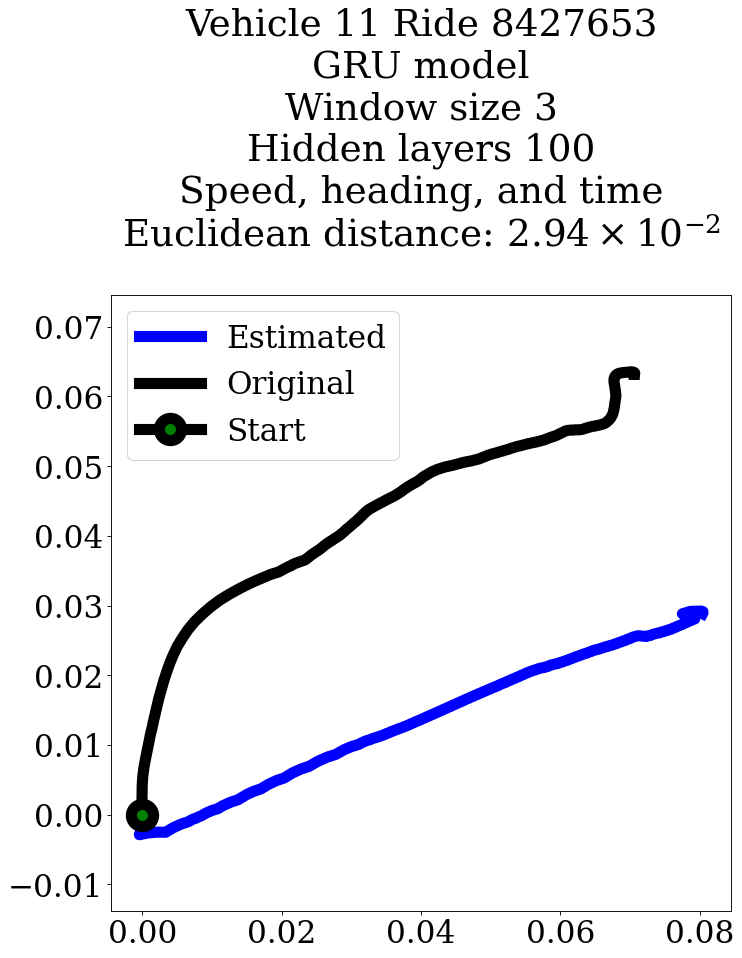 Vehicle 11 Ride 8427653
GRU model
Window size 3
Hidden layers 100
Speed, heading, and time
Euclidean distance: 2.94 × 10⁻²
Estimated
Original
Start
0.07
0.06
0.05
0.04
0.03
0.02
0.01
0.00
−0.01
0.00 0.02 0.04 0.06 0.08